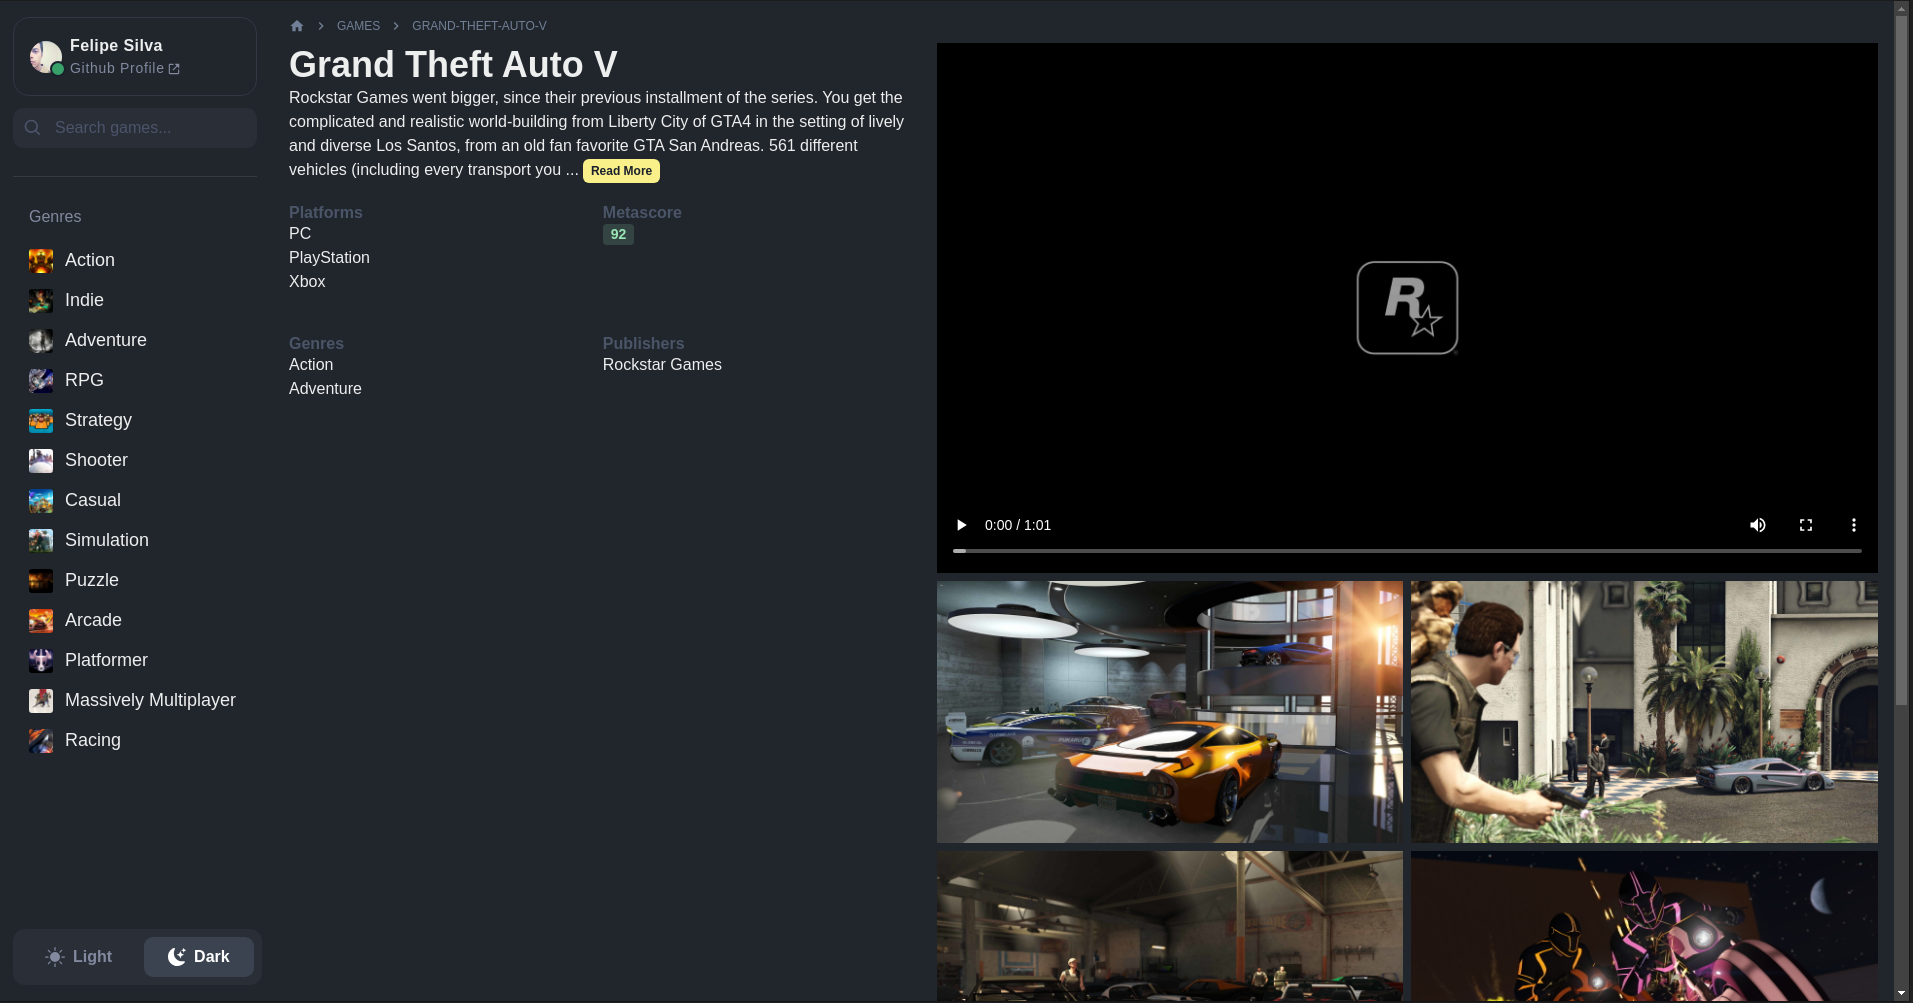 Felipe Silva
Github Profile
Search games...
Genres
Action
Indie
Adventure
RPG
Strategy
Shooter
Casual
Simulation
Puzzle
Arcade
Platformer
Massively Multiplayer
Racing
Light
Dark
GAMES
GRAND-THEFT-AUTO-V
Grand Theft Auto V
Rockstar Games went bigger, since their previous installment of the series. You get the
complicated and realistic world-building from Liberty City of GTA4 in the setting of lively
and diverse Los Santos, from an old fan favorite GTA San Andreas. 561 different
vehicles (including every transport you ... Read More
Platforms
PC
PlayStation
Xbox
Metascore
92
Genres
Action
Adventure
Publishers
Rockstar Games
R
0:00 / 1:01